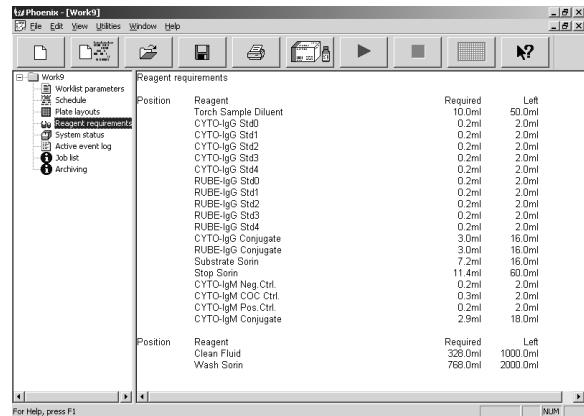 Phoenix - [Work9]
File Edit View Utilities Window Help
Work9
Worklist parameters
Schedule
Plate layouts
Reagent requirements
System status
Active event log
Job list
Archiving
Reagent requirements
Position Reagent Required Left
Torch Sample Diluent 10.0ml 50.0ml
CYTO-IgG Std0 0.2ml 2.0ml
CYTO-IgG Std1 0.2ml 2.0ml
CYTO-IgG Std2 0.2ml 2.0ml
CYTO-IgG Std3 0.2ml 2.0ml
CYTO-IgG Std4 0.2ml 2.0ml
RUBE-IgG Std0 0.2ml 2.0ml
RUBE-IgG Std1 0.2ml 2.0ml
RUBE-IgG Std2 0.2ml 2.0ml
RUBE-IgG Std3 0.2ml 2.0ml
RUBE-IgG Std4 0.2ml 2.0ml
CYTO-IgG Conjugate 3.0ml 16.0ml
RUBE-IgG Conjugate 3.0ml 16.0ml
Substrate Sorin 7.2ml 16.0ml
Stop Sorin 11.4ml 60.0ml
CYTO-IgM Neg.Ctrl. 0.2ml 2.0ml
CYTO-IgM COC Ctrl. 0.3ml 2.0ml
CYTO-IgM Pos.Ctrl. 0.2ml 2.0ml
CYTO-IgM Conjugate 2.9ml 18.0ml
Position Reagent Required Left
Clean Fluid 328.0ml 1000.0ml
Wash Sorin 768.0ml 2000.0ml
For Help, press F1
NUM